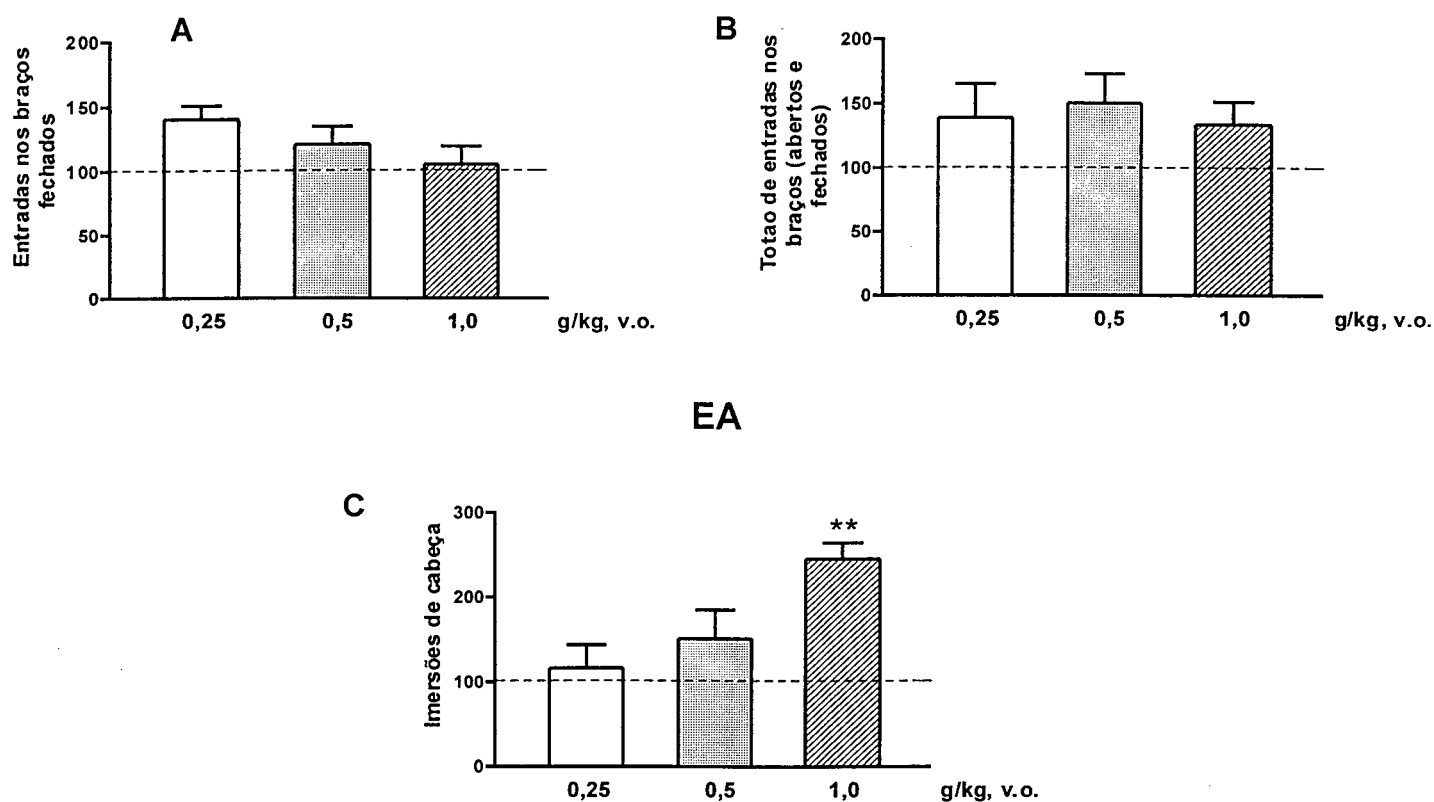 A
Entradas nos braços
fechados
200
150
100
50
0
0,25 0,5 1,0 g/kg, v.o.
B
Totao de entradas nos
braços (abertos e
fechados)
200
150
100
50
0
0,25 0,5 1,0 g/kg, v.o.
EA
C
Imersões de cabeça
300
200
100
0
**
0,25 0,5 1,0 g/kg, v.o.